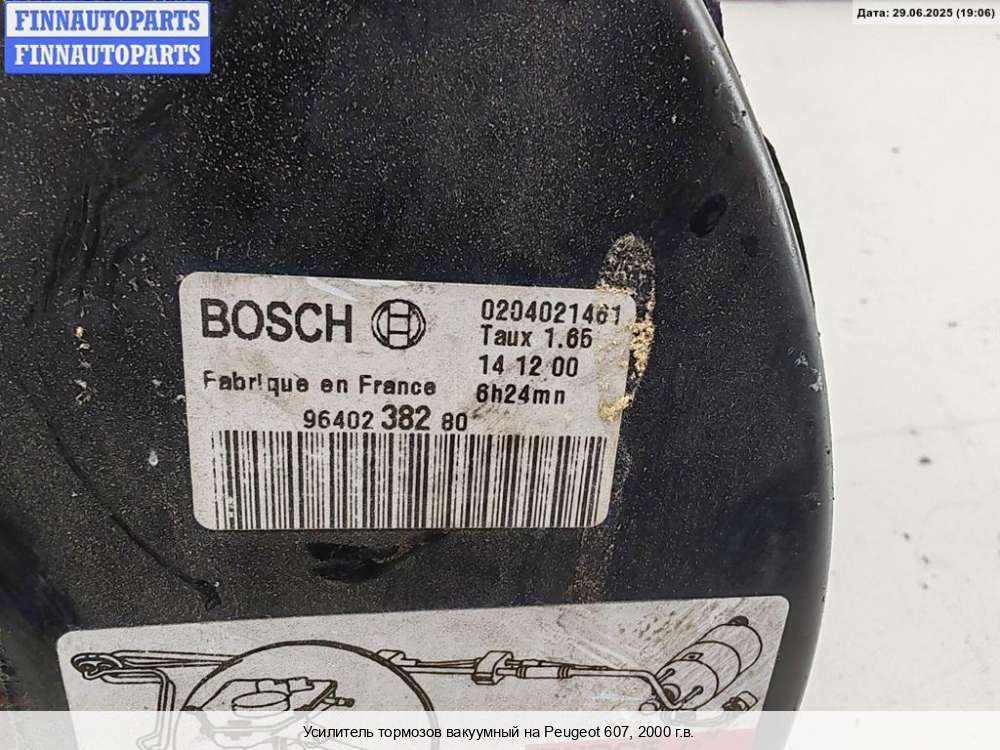 FINNAUTOPARTS
FINNAUTOPARTS
Дата: 29.06.2025 (19:06)
BOSCH
0204021461
Taux 1.65
14 12 00
6h24mn
Fabrique en France
96402 382 80
Усилитель тормозов вакуумный на Peugeot 607, 2000 г.в.